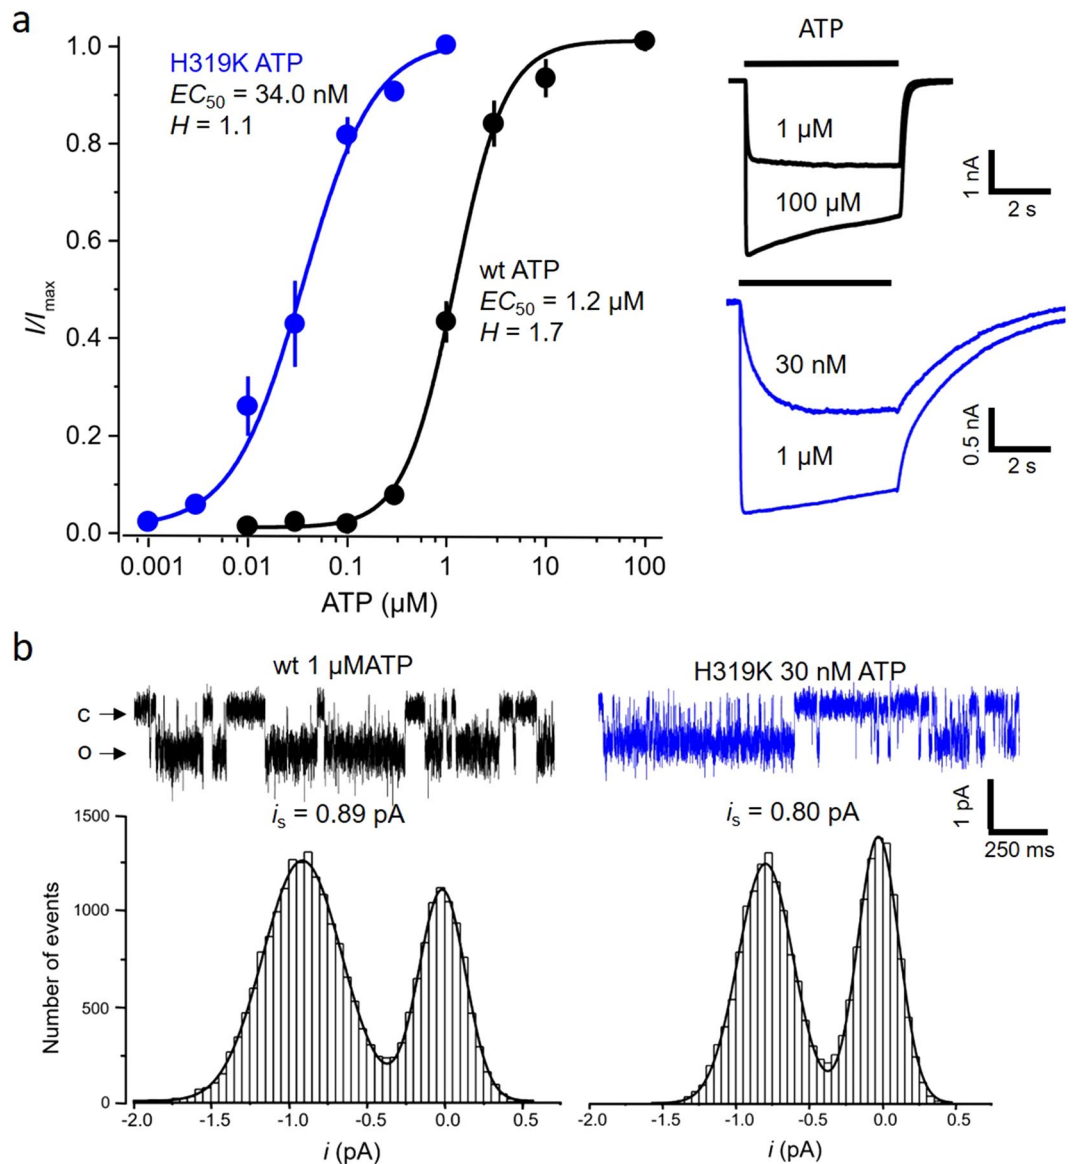 a
H319K ATP
EC50 = 34.0 nM
H = 1.1
wt ATP
EC50 = 1.2 µM
H = 1.7
I/Imax
1.0
0.8
0.6
0.4
0.2
0.0
0.001 0.01 0.1 1 10 100
ATP (µM)
ATP
1 µM
100 µM
1 nA
2 s
30 nM
1 µM
0.5 nA
2 s
b
wt 1 µMATP
H319K 30 nM ATP
C
O
is = 0.89 pA
is = 0.80 pA
1 pA
250 ms
Number of events
1500
1000
500
0
-2.0 -1.5 -1.0 -0.5 0.0 0.5
i (pA)
-2.0 -1.0 -0.5 0.0 0.5
i (pA)